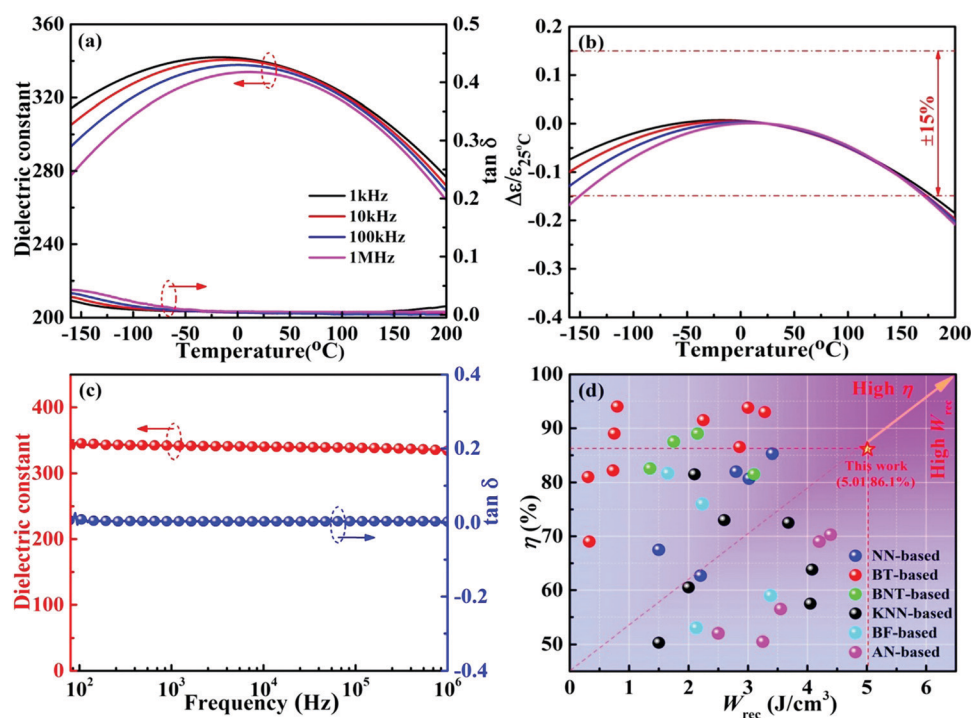 (a)
Dielectric constant
360
320
280
240
200
tan δ
0.5
0.4
0.3
0.2
0.1
0.0
1kHz
10kHz
100kHz
1MHz
-150 -100 -50 0 50 100 150 200
Temperature(°C)
(b)
Δε/ε25°C
0.2
0.1
0.0
-0.1
-0.2
-0.3
-0.4
±15%
-150 -100 -50 0 50 100 150 200
Temperature(°C)
(c)
Dielectric constant
400
300
200
100
0
tan δ
0.4
0.2
0.0
-0.2
-0.4
10² 10³ 10⁴ 10⁵ 10⁶
Frequency (Hz)
(d)
η (%)
100
90
80
70
60
50
High η
High Wrec
This work
(5.01,86.1%)
NN-based
BT-based
BNT-based
KNN-based
BF-based
AN-based
0 1 2 3 4 5 6
Wrec (J/cm³)